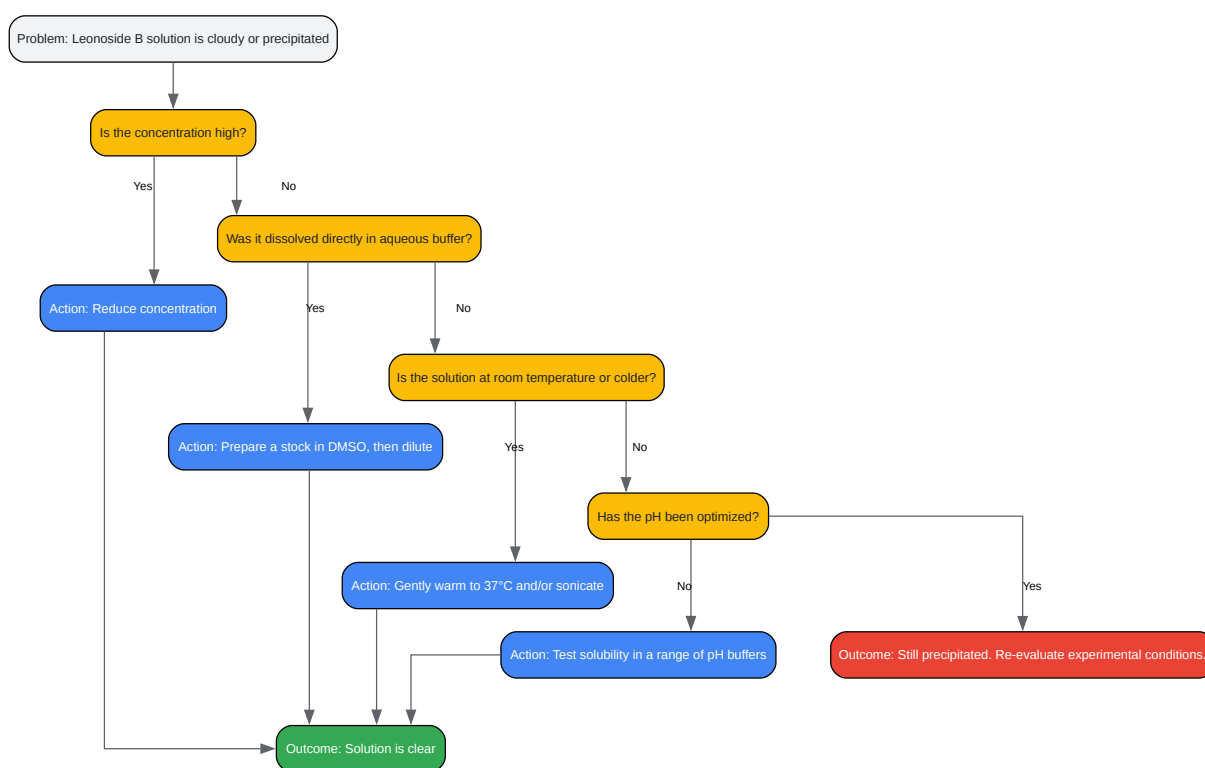 Problem: Leonoside B solution is cloudy or precipitated
Is the concentration high?
Yes
No
Was it dissolved directly in aqueous buffer?
Action: Reduce concentration
Yes
No
Is the solution at room temperature or colder?
Action: Prepare a stock in DMSO, then dilute
Yes
No
Has the pH been optimized?
Action: Gently warm to 37°C and/or sonicate
No
Yes
Action: Test solubility in a range of pH buffers
Outcome: Still precipitated. Re-evaluate experimental conditions.
Outcome: Solution is clear